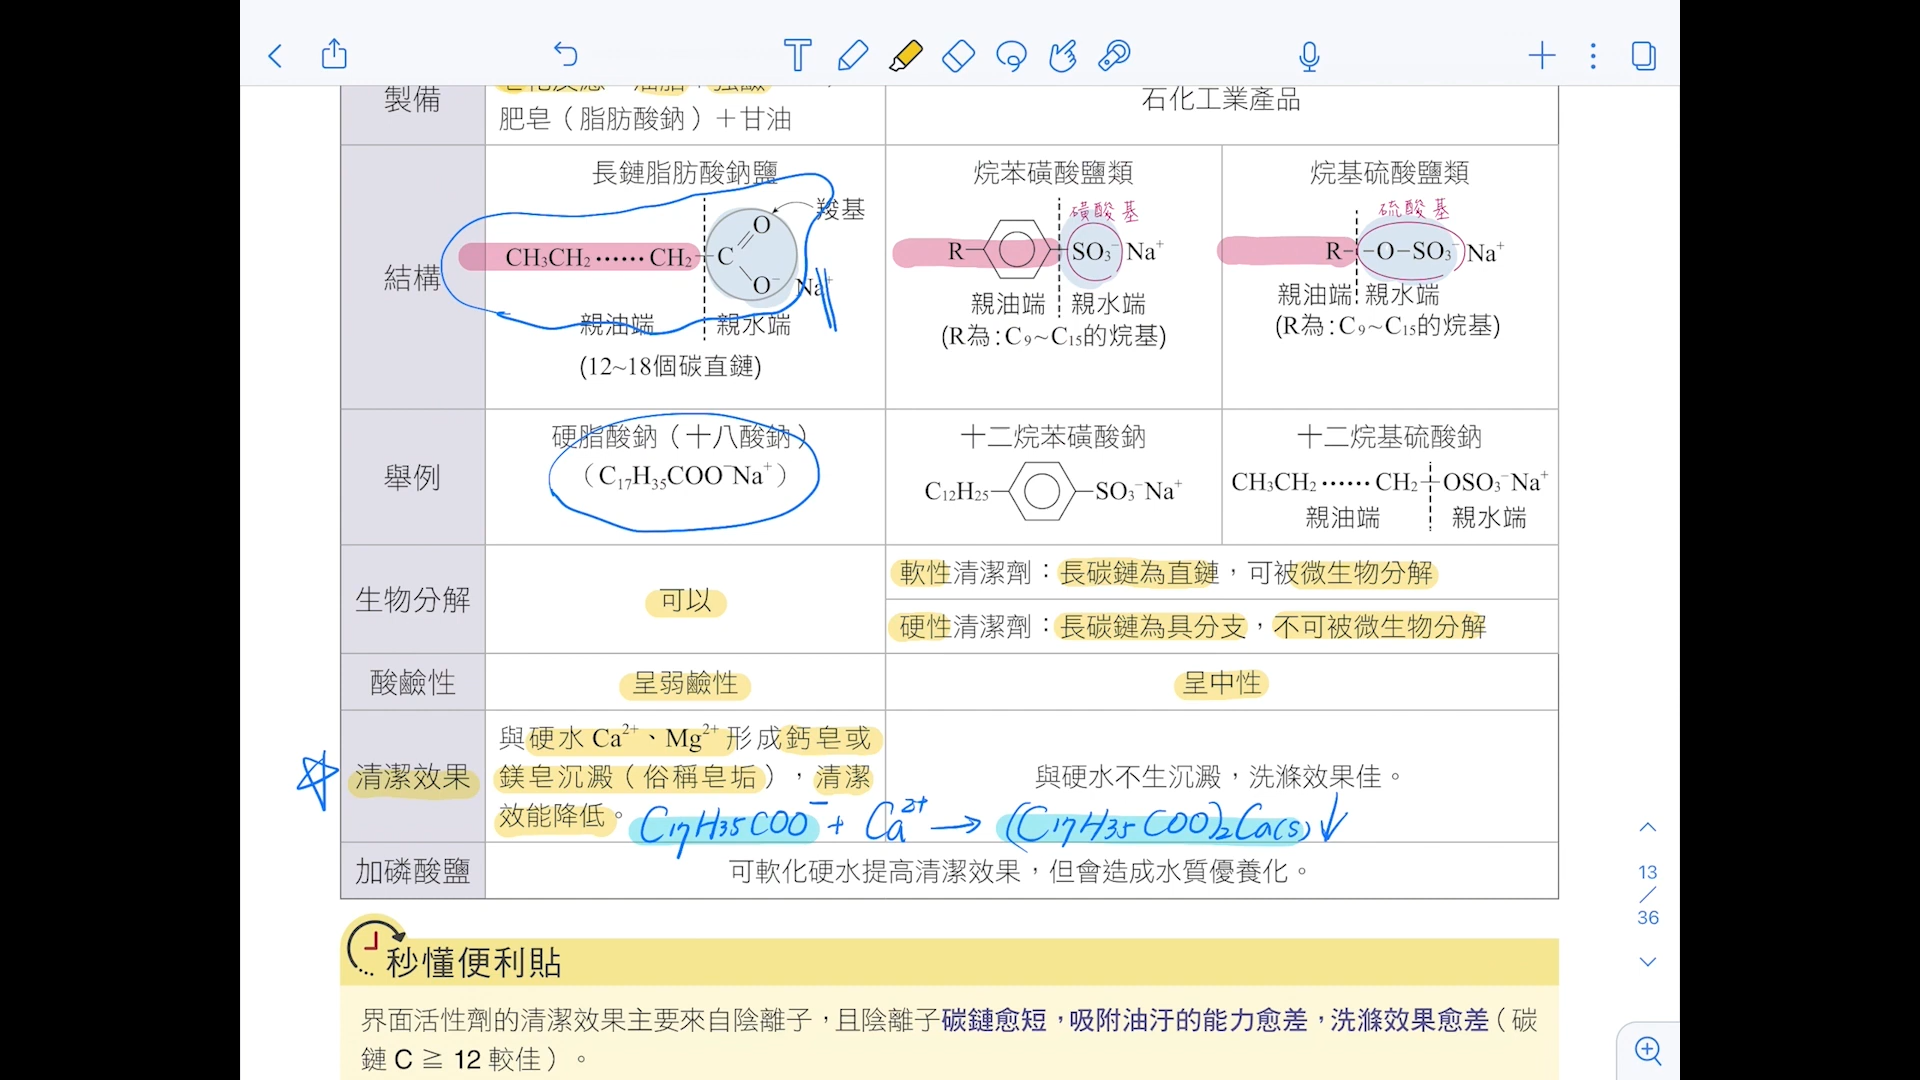 製備
皂化反應 油脂 強鹼
肥皂（脂肪酸鈉）＋甘油
石化工業產品
結構
長鏈脂肪酸鈉鹽
CH₃CH₂……CH₂ C O O⁻ Na⁺
羧基
親油端 親水端
(12~18個碳直鏈)
烷苯磺酸鹽類
磺酸基
R SO₃⁻ Na⁺
親油端 親水端
(R為:C₉~C₁₅的烷基)
烷基硫酸鹽類
硫酸基
R–O–SO₃⁻ Na⁺
親油端 親水端
(R為:C₉~C₁₅的烷基)
舉例
硬脂酸鈉（十八酸鈉）
（C₁₇H₃₅COO⁻Na⁺）
十二烷苯磺酸鈉
C₁₂H₂₅ SO₃⁻Na⁺
十二烷基硫酸鈉
CH₃CH₂……CH₂ OSO₃⁻Na⁺
親油端 親水端
生物分解
可以
軟性清潔劑：長碳鏈為直鏈，可被微生物分解
硬性清潔劑：長碳鏈為具分支，不可被微生物分解
酸鹼性
呈弱鹼性
呈中性
清潔效果
與硬水 Ca²⁺、Mg²⁺ 形成鈣皂或
鎂皂沉澱（俗稱皂垢），清潔
效能降低。
與硬水不生沉澱，洗滌效果佳。
C₁₇H₃₅COO⁻ + Ca²⁺ → (C₁₇H₃₅COO)₂Ca(s)↓
加磷酸鹽
可軟化硬水提高清潔效果，但會造成水質優養化。
秒懂便利貼
界面活性劑的清潔效果主要來自陰離子，且陰離子碳鏈愈短，吸附油汙的能力愈差，洗滌效果愈差（碳
鏈 C ≧ 12 較佳）。
13
/
36